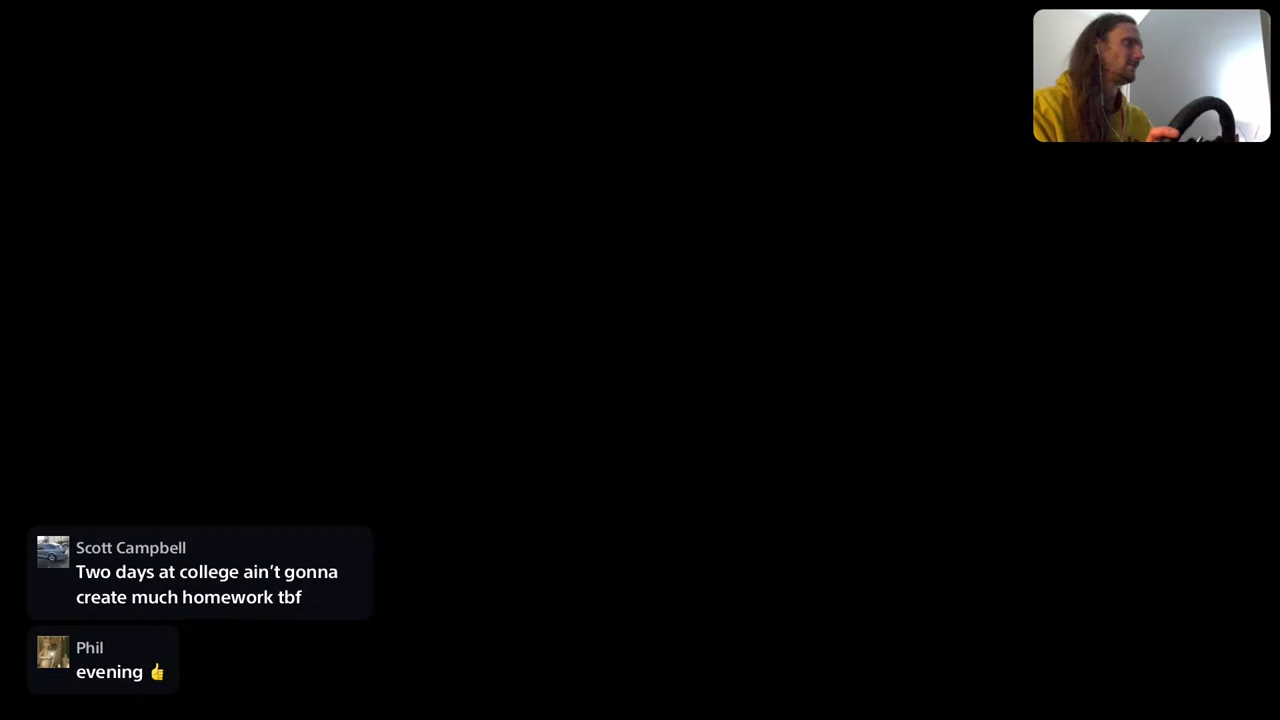 Scott Campbell
Two days at college ain't gonna
create much homework tbf
Phil
evening 👍